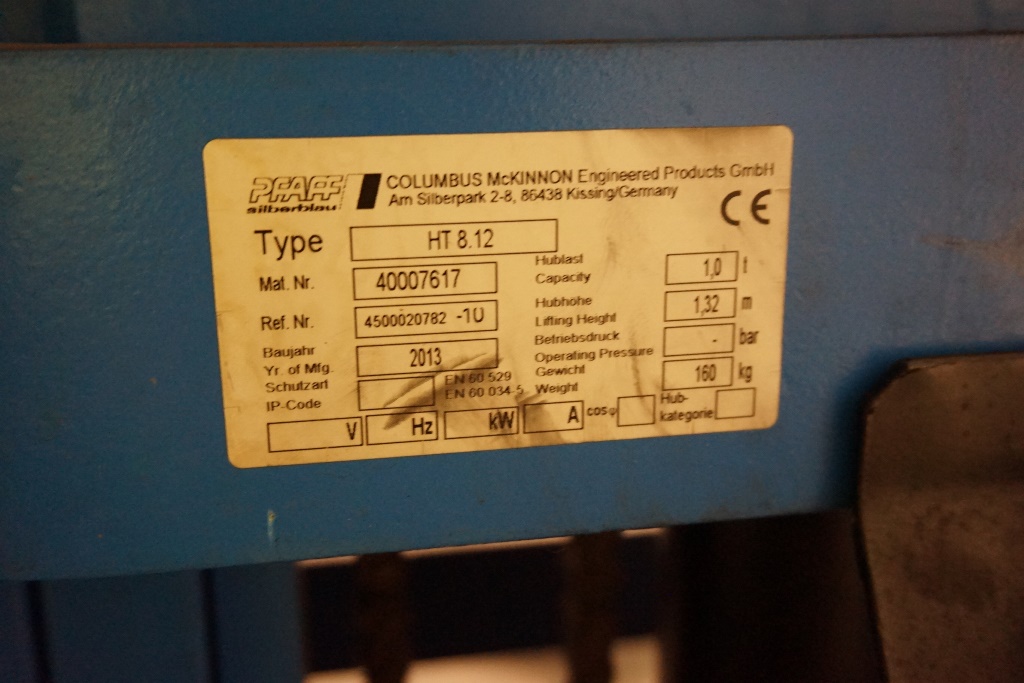 PFAFF
silberblau
COLUMBUS McKINNON Engineered Products GmbH
Am Silberpark 2-8, 86438 Kissing/Germany
CE
Type HT 8.12
Mat. Nr. 40007617
Ref. Nr. 4500020782 -10
Baujahr
Yr. of Mfg. 2013
Schutzart
IP-Code
EN 60 529
EN 60 034-5
Hublast
Capacity 1,0 t
Hubhöhe
Lifting Height 1,32 m
Betriebsdruck
Operating Pressure - bar
Gewicht
Weight 160 kg
V Hz kW A cosφ
Hub-
kategorie